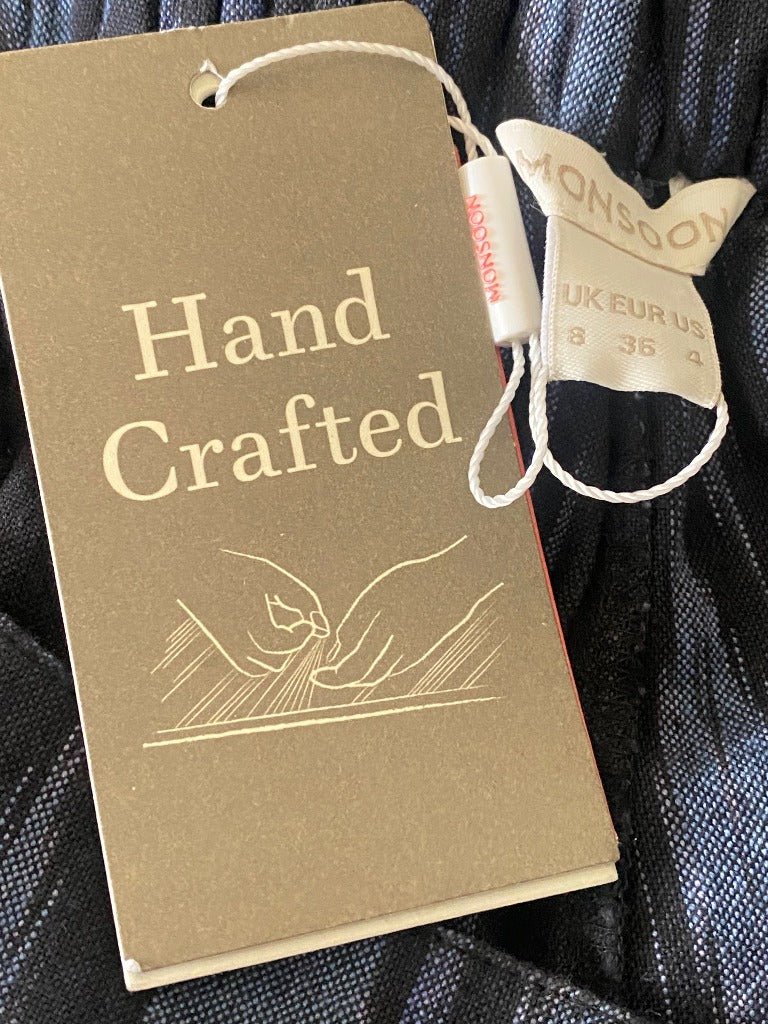 Hand
Crafted
MONSOON
MONSOON
UK EUR US
8 36 4